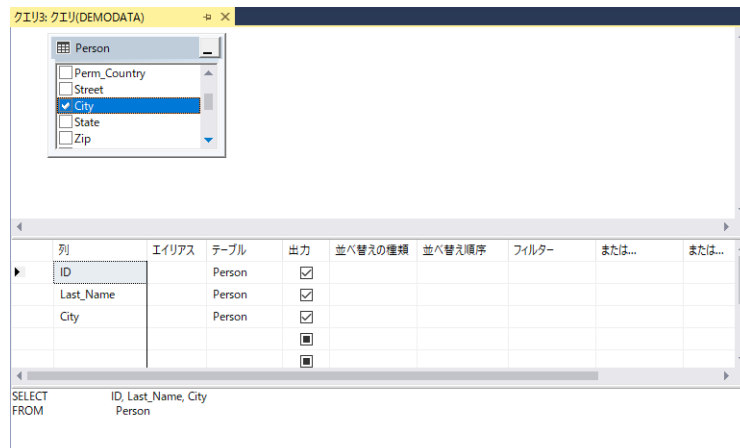 クエリ3: クエリ(DEMODATA)
Person
Perm_Country
Street
City
State
Zip
列 エイリアス テーブル 出力 並べ替えの種類 並べ替え順序 フィルター または... または...
ID Person
Last_Name Person
City Person
SELECT ID, Last_Name, City
FROM Person